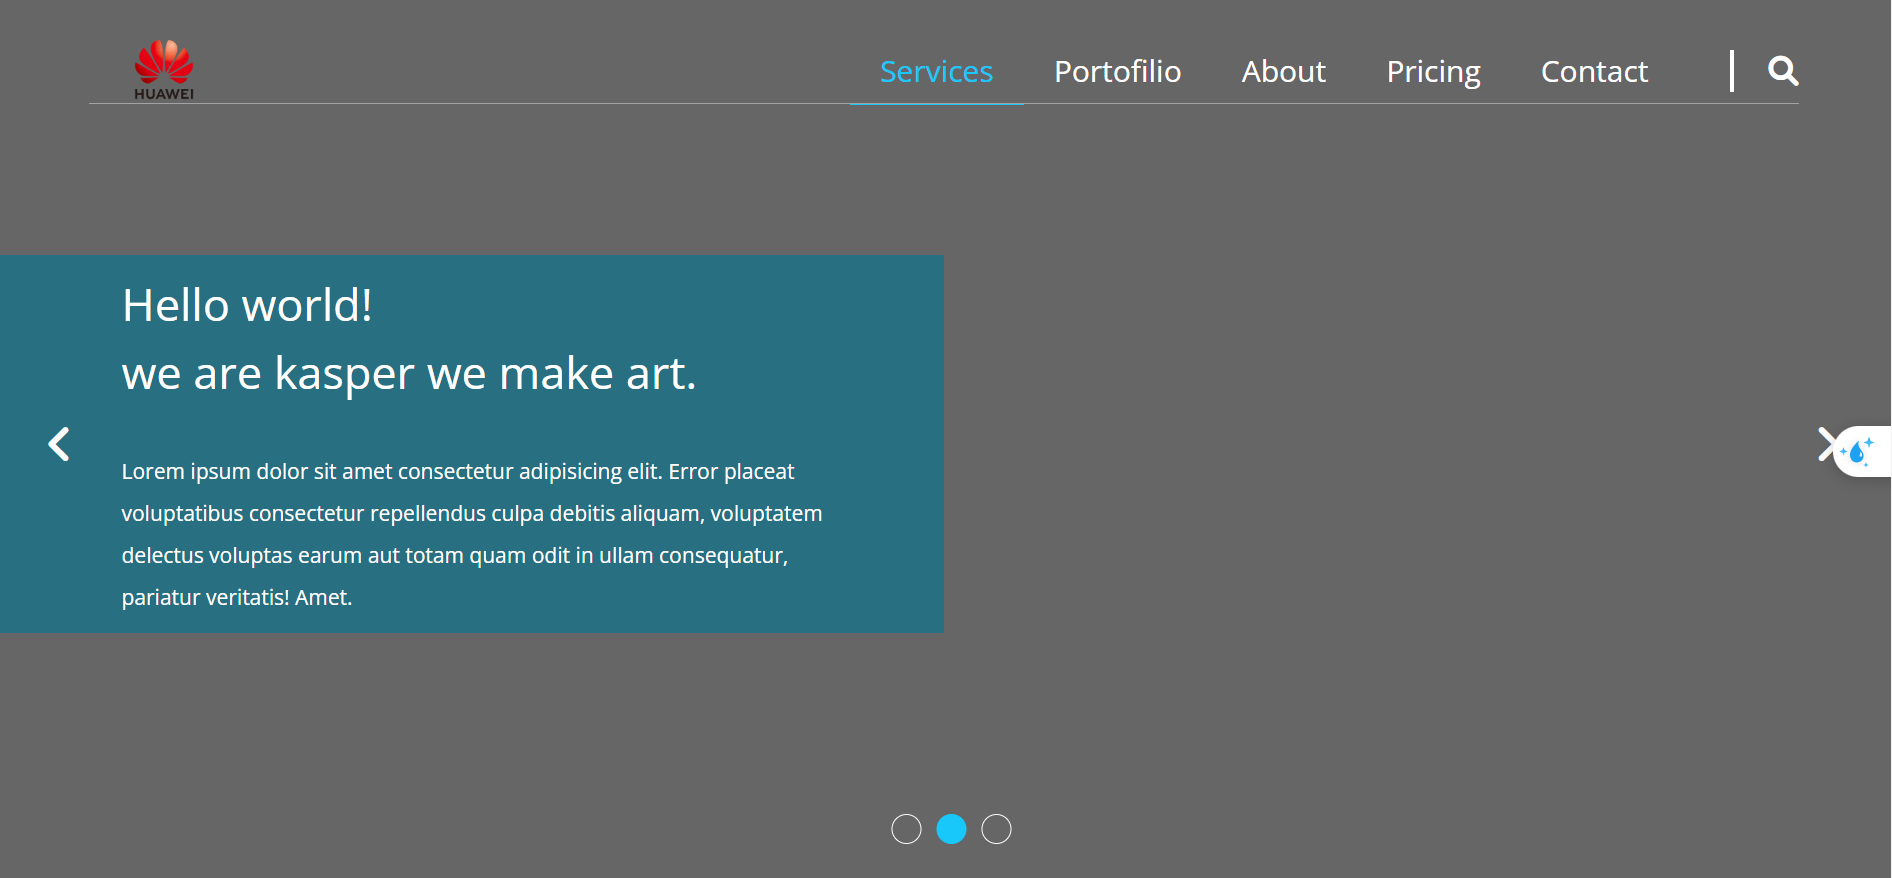 HUAWEI
Services Portofilio About Pricing Contact
Hello world!
we are kasper we make art.
Lorem ipsum dolor sit amet consectetur adipisicing elit. Error placeat
voluptatibus consectetur repellendus culpa debitis aliquam, voluptatem
delectus voluptas earum aut totam quam odit in ullam consequatur,
pariatur veritatis! Amet.